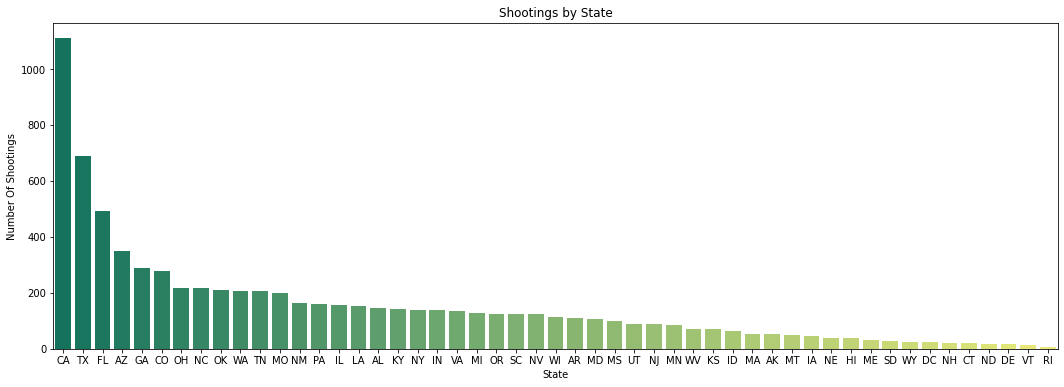 Shootings by State
Number Of Shootings
1000
800
600
400
200
0
CA TX FL AZ GA CO OH NC OK WA TN MO NM PA IL LA AL KY NY IN VA MI OR SC NV WI AR MD MS UT NJ MN WV KS ID MA AK MT IA NE HI ME SD WY DC NH CT ND DE VT RI
State